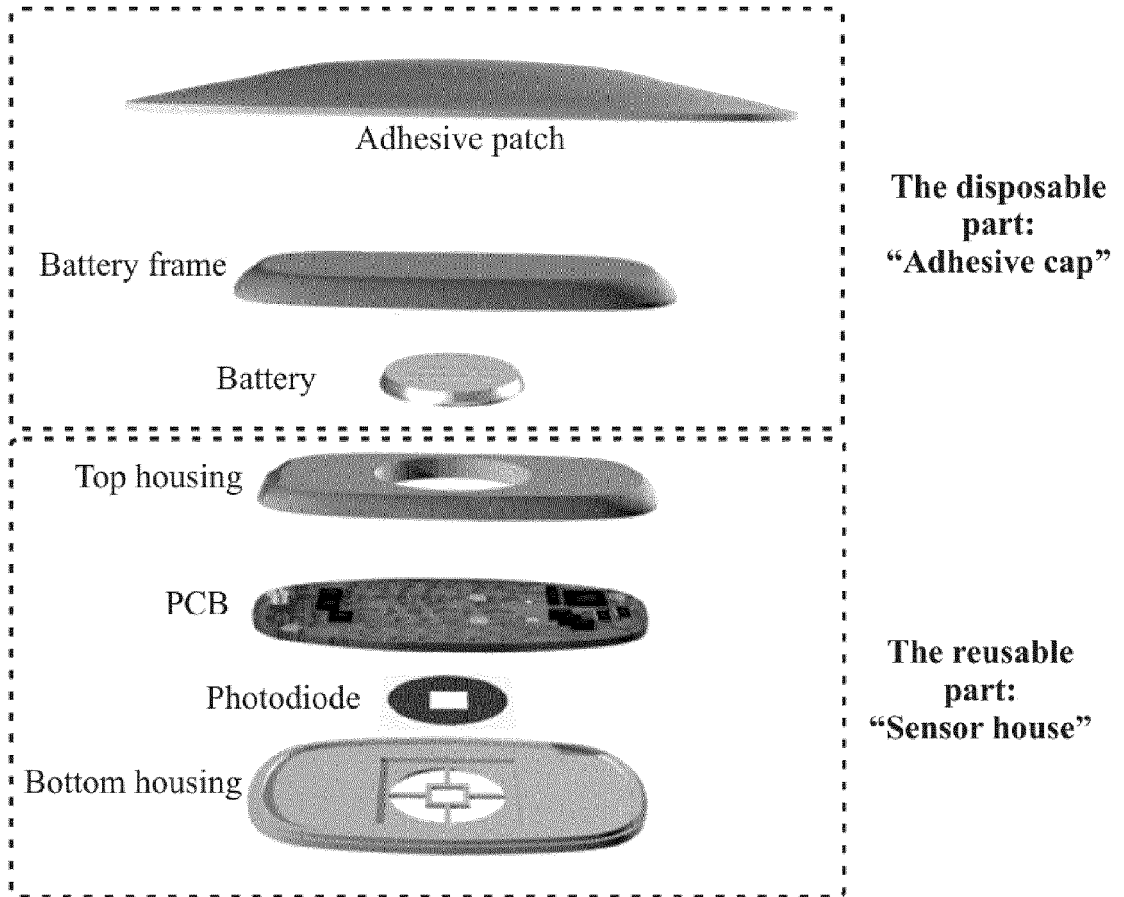 Adhesive patch
Battery frame
Battery
The disposable
part:
“Adhesive cap”
Top housing
PCB
Photodiode
Bottom housing
The reusable
part:
“Sensor house”